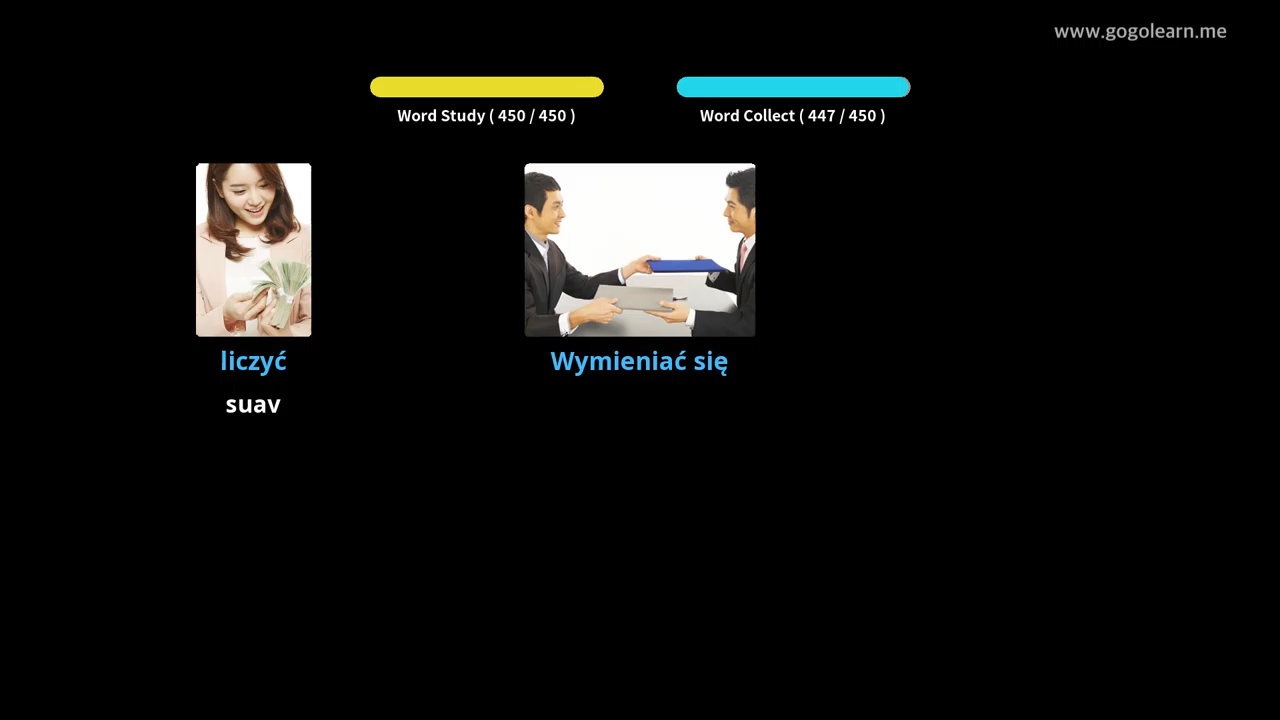 www.gogolearn.me
Word Study ( 450 / 450 )
Word Collect ( 447 / 450 )
liczyć
Wymieniać się
suav